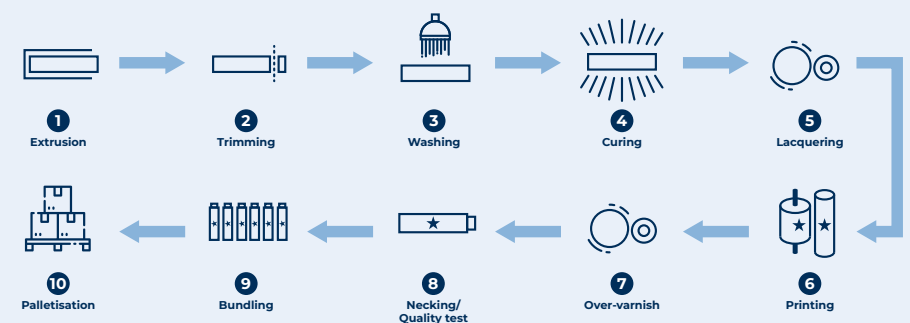 1
Extrusion
2
Trimming
3
Washing
4
Curing
5
Lacquering
6
Printing
7
Over-varnish
8
Necking/
Quality test
9
Bundling
10
Palletisation